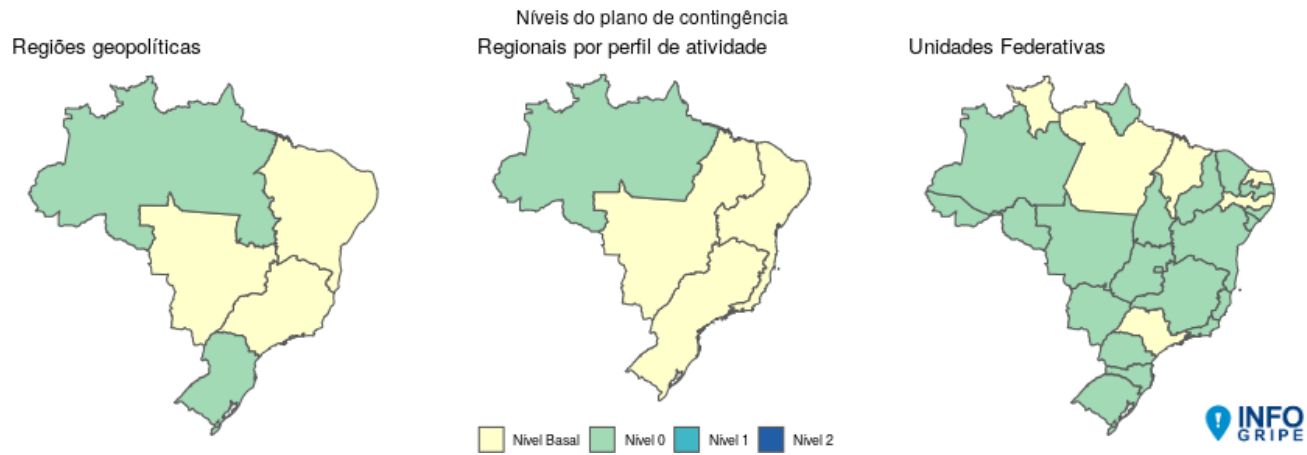 Níveis do plano de contingência
Regiões geopolíticas
Regionais por perfil de atividade
Unidades Federativas
Nível Basal
Nível 0
Nível 1
Nível 2
INFO
GRIPE